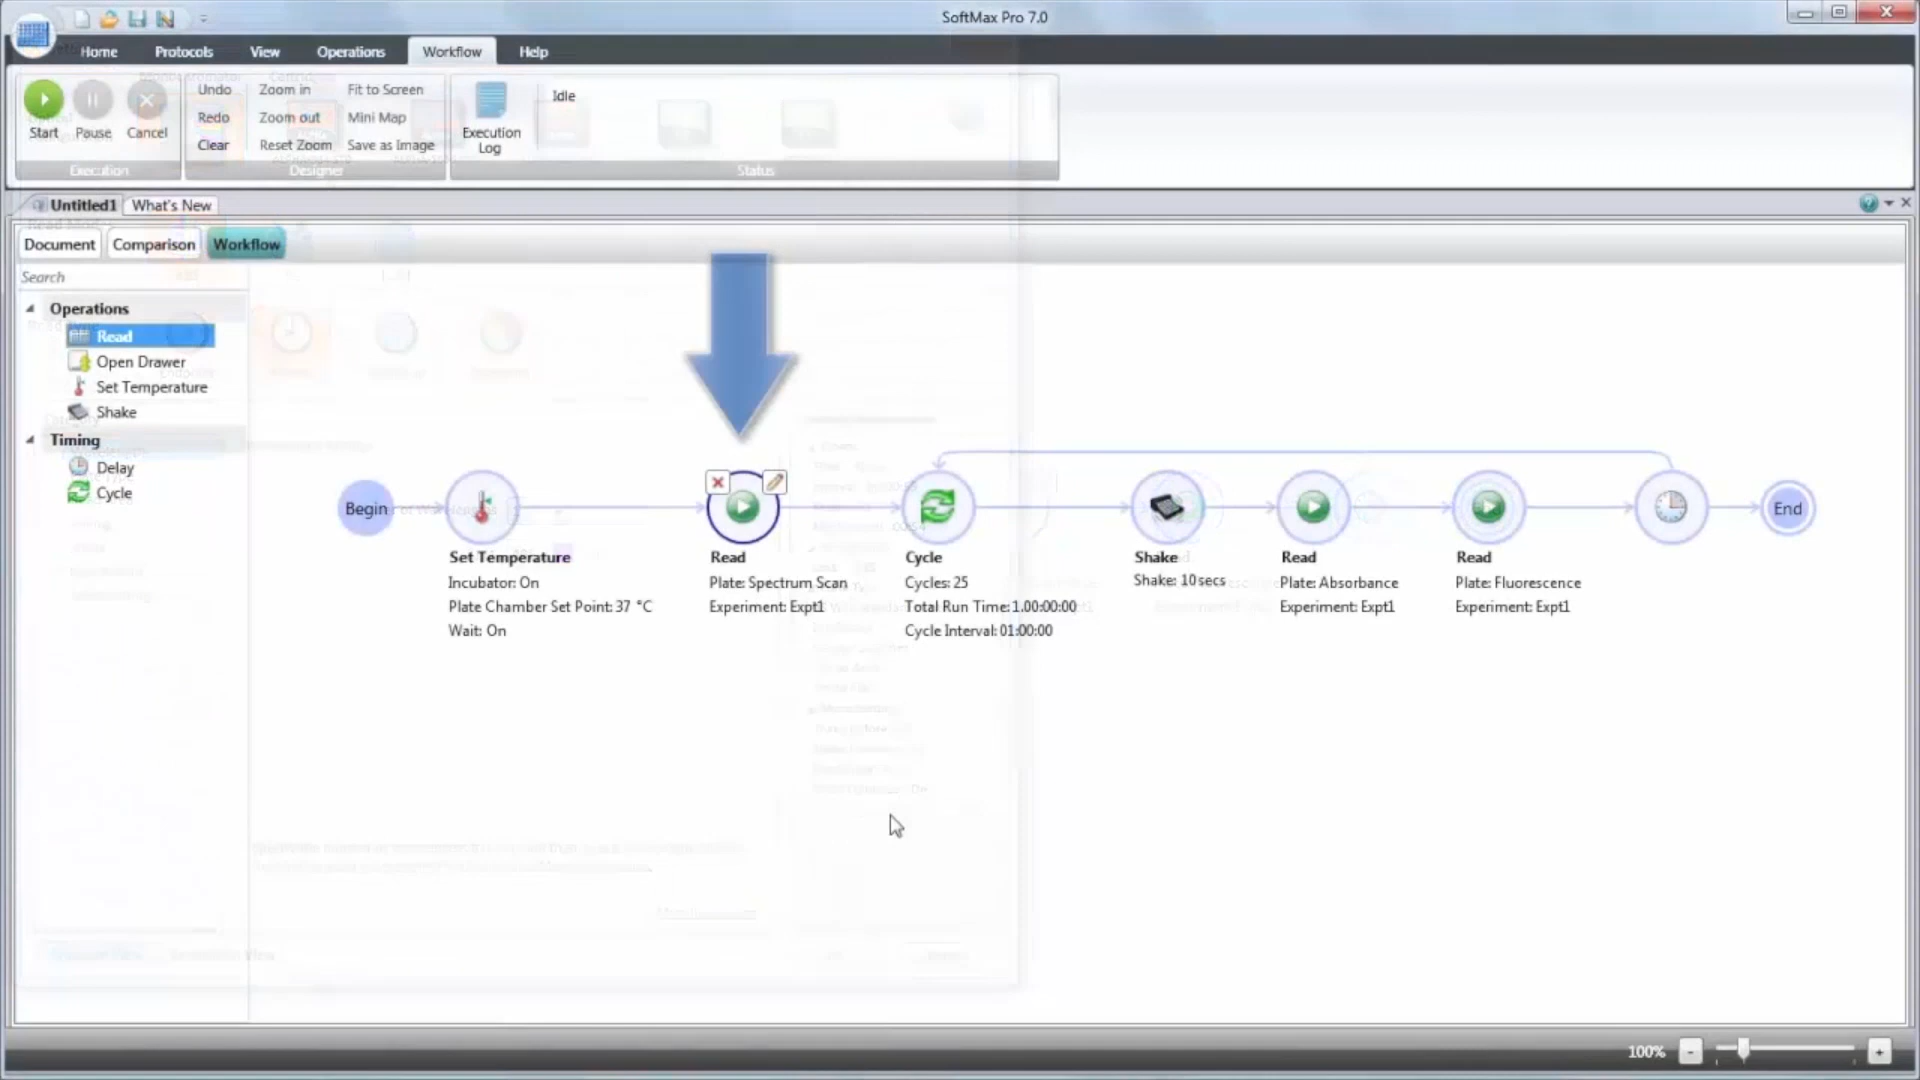 SoftMax Pro 7.0
Home Protocols View Operations Workflow Help
Start Pause Cancel
Execution
Undo Zoom in Fit to Screen
Redo Zoom out Mini Map
Clear Reset Zoom Save as Image
Designer
Execution
Log
Idle
Status
Untitled1 What's New
Document Comparison Workflow
Search
Operations
Read
Open Drawer
Set Temperature
Shake
Timing
Delay
Cycle
Begin
Set Temperature
Incubator: On
Plate Chamber Set Point: 37 °C
Wait: On
Read
Plate: Spectrum Scan
Experiment: Expt1
Cycle
Cycles: 25
Total Run Time: 1.00:00:00
Cycle Interval: 01:00:00
Shake
Shake: 10 secs
Read
Plate: Absorbance
Experiment: Expt1
Read
Plate: Fluorescence
Experiment: Expt1
End
100%